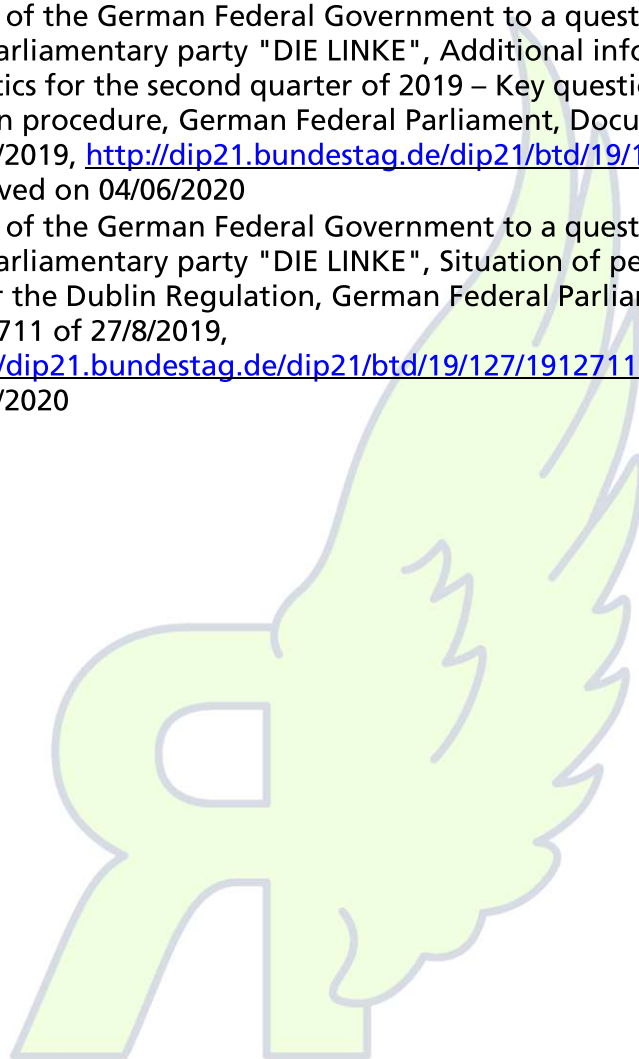 of the German Federal Government to a quest
arliamentary party "DIE LINKE", Additional info
tics for the second quarter of 2019 – Key questio
n procedure, German Federal Parliament, Docu
/2019, http://dip21.bundestag.de/dip21/btd/19/1
ved on 04/06/2020
of the German Federal Government to a quest
arliamentary party "DIE LINKE", Situation of pe
r the Dublin Regulation, German Federal Parliam
711 of 27/8/2019,
/dip21.bundestag.de/dip21/btd/19/127/1912711
/2020